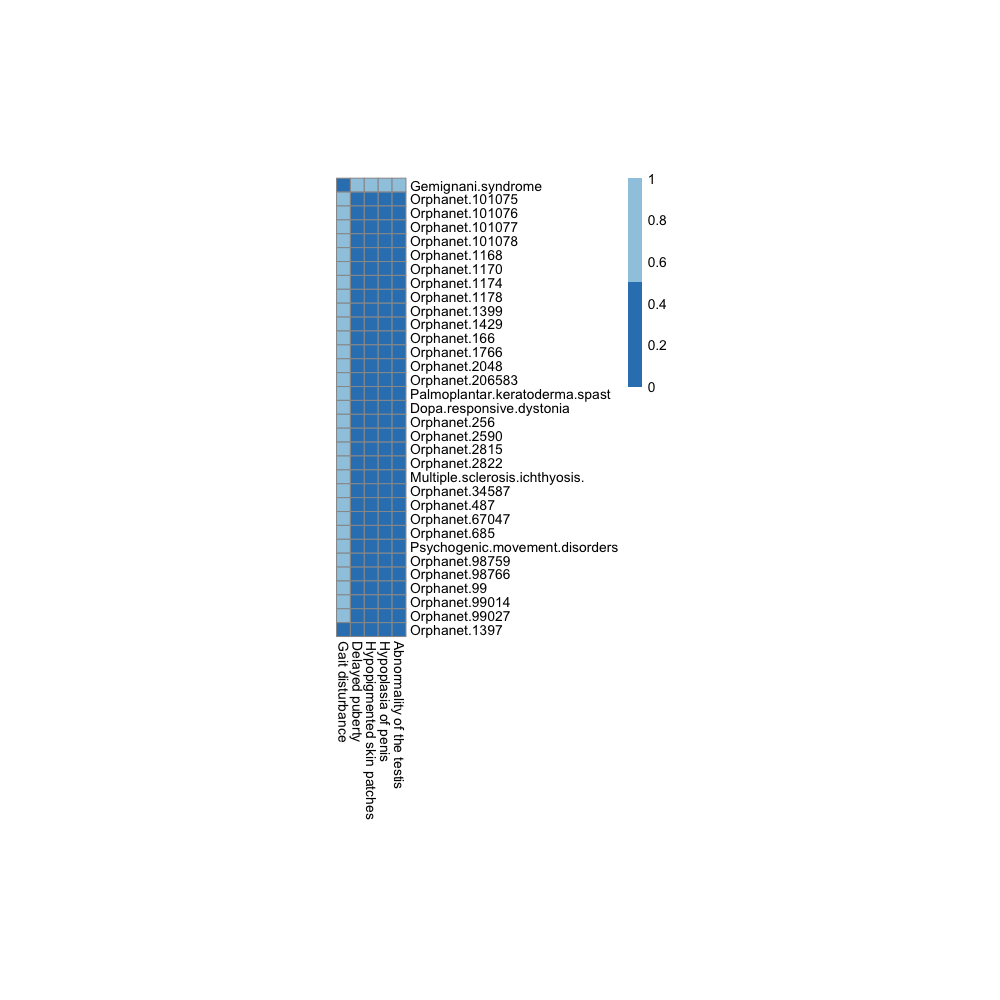 Gemignani.syndrome
Orphanet.101075
Orphanet.101076
Orphanet.101077
Orphanet.101078
Orphanet.1168
Orphanet.1170
Orphanet.1174
Orphanet.1178
Orphanet.1399
Orphanet.1429
Orphanet.166
Orphanet.1766
Orphanet.2048
Orphanet.206583
Palmoplantar.keratoderma.spast
Dopa.responsive.dystonia
Orphanet.256
Orphanet.2590
Orphanet.2815
Orphanet.2822
Multiple.sclerosis.ichthyosis.
Orphanet.34587
Orphanet.487
Orphanet.67047
Orphanet.685
Psychogenic.movement.disorders
Orphanet.98759
Orphanet.98766
Orphanet.99
Orphanet.99014
Orphanet.99027
Orphanet.1397
1
0.8
0.6
0.4
0.2
0
Gait disturbance
Delayed puberty
Hypopigmented skin patches
Hypoplasia of penis
Abnormality of the testis